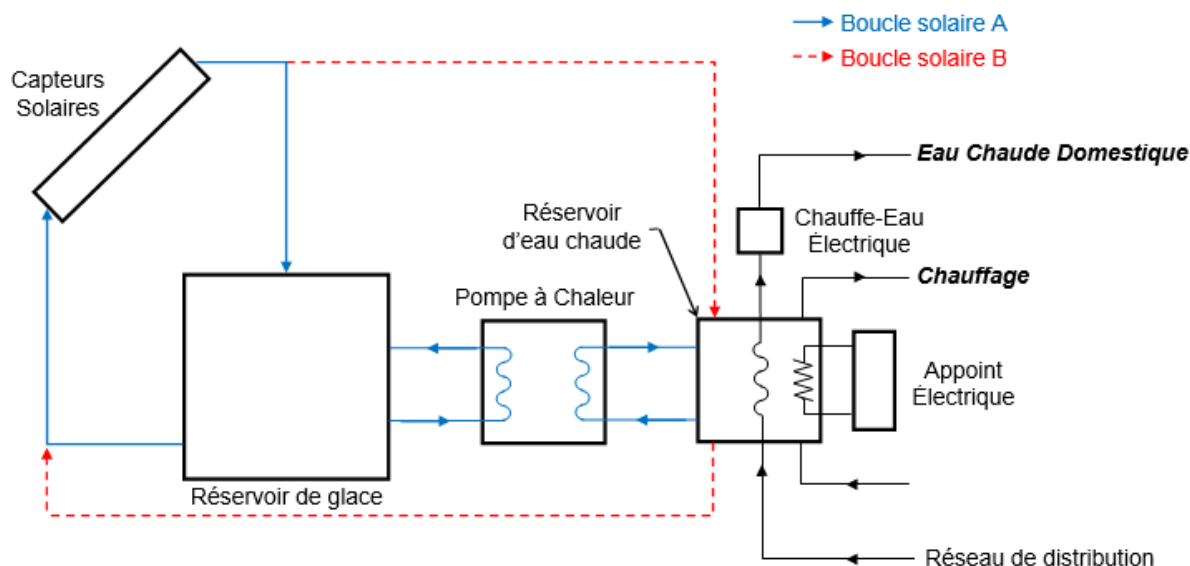 Boucle solaire A
Boucle solaire B
Capteurs
Solaires
Eau Chaude Domestique
Réservoir
d'eau chaude
Chauffe-Eau
Électrique
Chauffage
Pompe à Chaleur
Appoint
Électrique
Réservoir de glace
Réseau de distribution